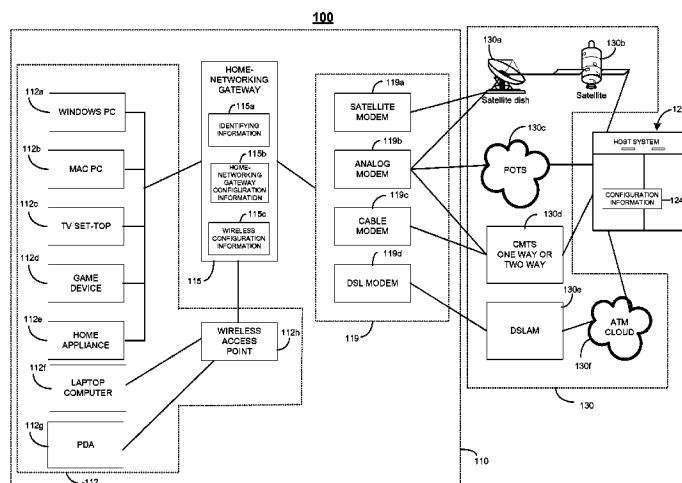 100
112a
WINDOWS PC
112b
MAC PC
112c
TV SET-TOP
112d
GAME
DEVICE
112e
HOME
APPLIANCE
112f
LAPTOP
COMPUTER
112g
PDA
112
HOME-
NETWORKING
GATEWAY
115a
IDENTIFYING
INFORMATION
115b
HOME-
NETWORKING
GATEWAY
CONFIGURATION
INFORMATION
115c
WIRELESS
CONFIGURATION
INFORMATION
115
WIRELESS
ACCESS
POINT
112h
119a
SATELLITE
MODEM
119b
ANALOG
MODEM
119c
CABLE
MODEM
119d
DSL MODEM
119
110
130a
Satellite dish
130b
Satellite
130c
POTS
130d
CMTS
ONE WAY OR
TWO WAY
130e
DSLAM
ATM
CLOUD
130f
130
HOST SYSTEM
CONFIGURATION
INFORMATION
124